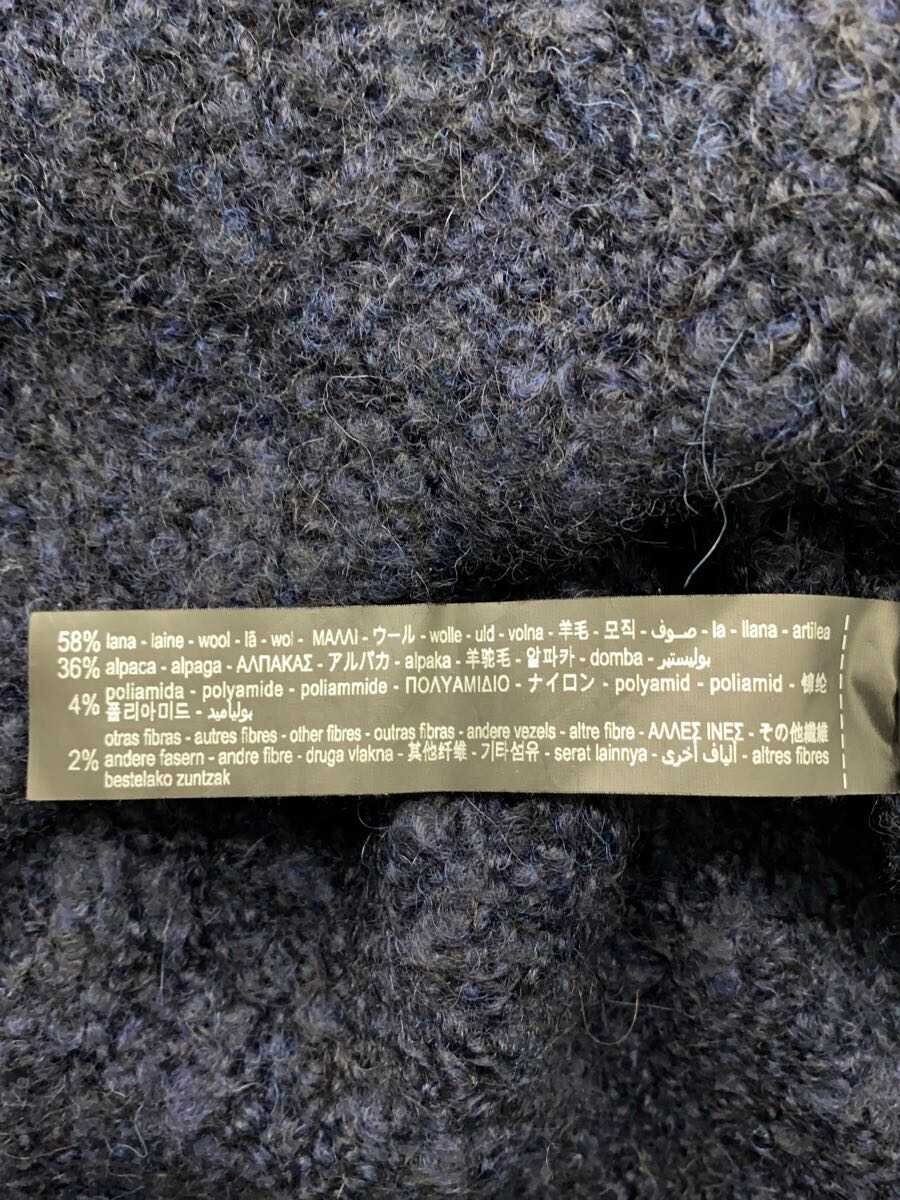 58% lana - laine - wool - lã - wol - ΜΑΛΛΙ - ウール - wolle - uld - volna - 羊毛 - 모직 - صوف - la - llana - artilea
36% alpaca - alpaga - ΑΛΠΑΚΑΣ - アルパカ - alpaka - 羊驼毛 - 알파카 - domba - بوليستير
4% poliamida - polyamide - poliammide - ΠΟΛΥΑΜΙΔΙΟ - ナイロン - polyamid - poliamid - 锦纶
폴리아미드 - بولياميد
otras fibras - autres fibres - other fibres - outras fibras - andere vezels - altre fibre - ΑΛΛΕΣ ΙΝΕΣ - その他繊維
2% andere fasern - andre fibre - druga vlakna - 其他纤维 - 기타섬유 - serat lainnya - ألياف أخرى - altres fibres
bestelako zuntzak